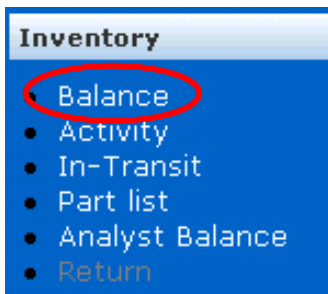 Inventory
Balance
Activity
In-Transit
Part list
Analyst Balance
Return